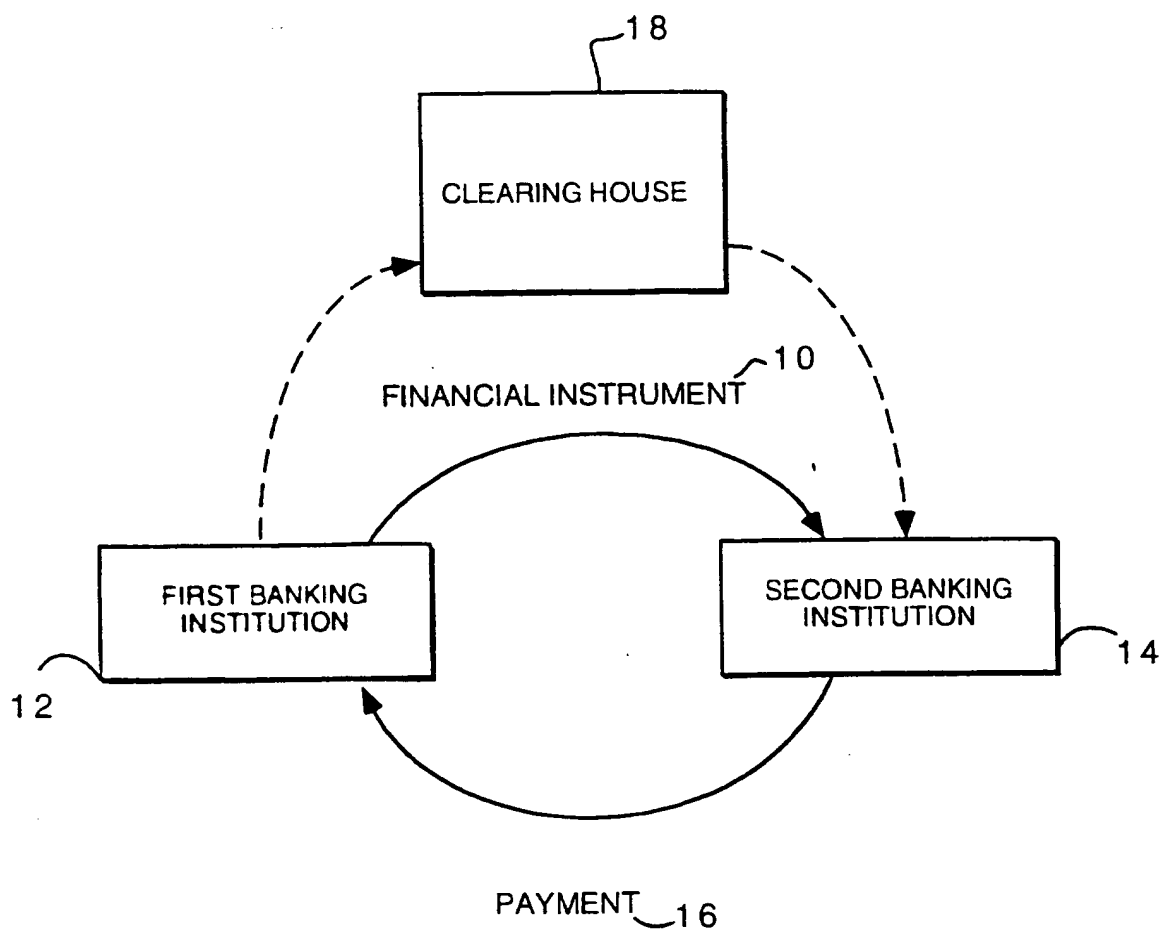 18
CLEARING HOUSE
10
FINANCIAL INSTRUMENT
FIRST BANKING
INSTITUTION
SECOND BANKING
INSTITUTION
12
14
PAYMENT
16